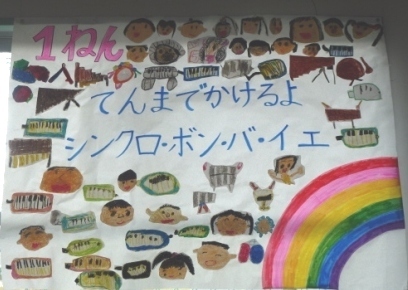 1ねん
てんまでかけるよ
シンクロ・ボン・バ・イエ